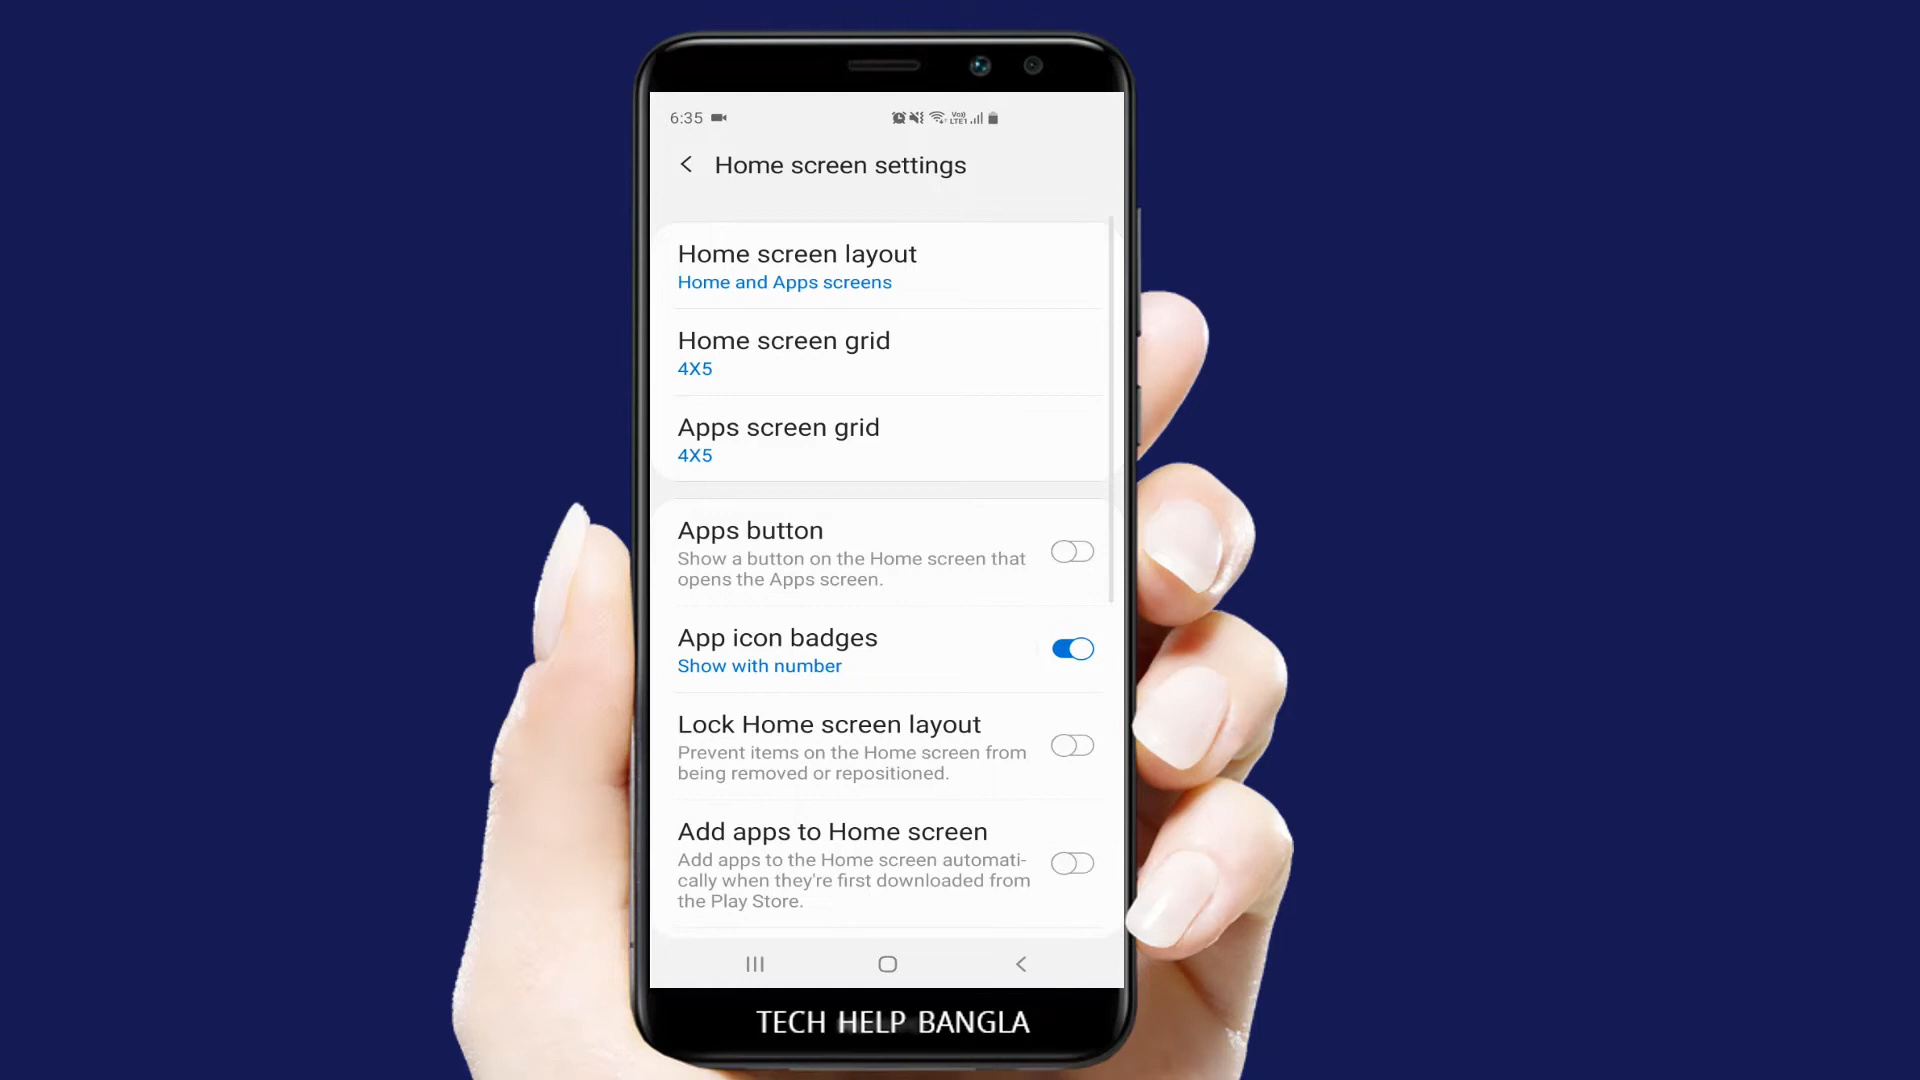 6:35
Vo))
LTE1
Home screen settings
Home screen layout
Home and Apps screens
Home screen grid
4X5
Apps screen grid
4X5
Apps button
Show a button on the Home screen that
opens the Apps screen.
App icon badges
Show with number
Lock Home screen layout
Prevent items on the Home screen from
being removed or repositioned.
Add apps to Home screen
Add apps to the Home screen automati-
cally when they're first downloaded from
the Play Store.
TECH HELP BANGLA